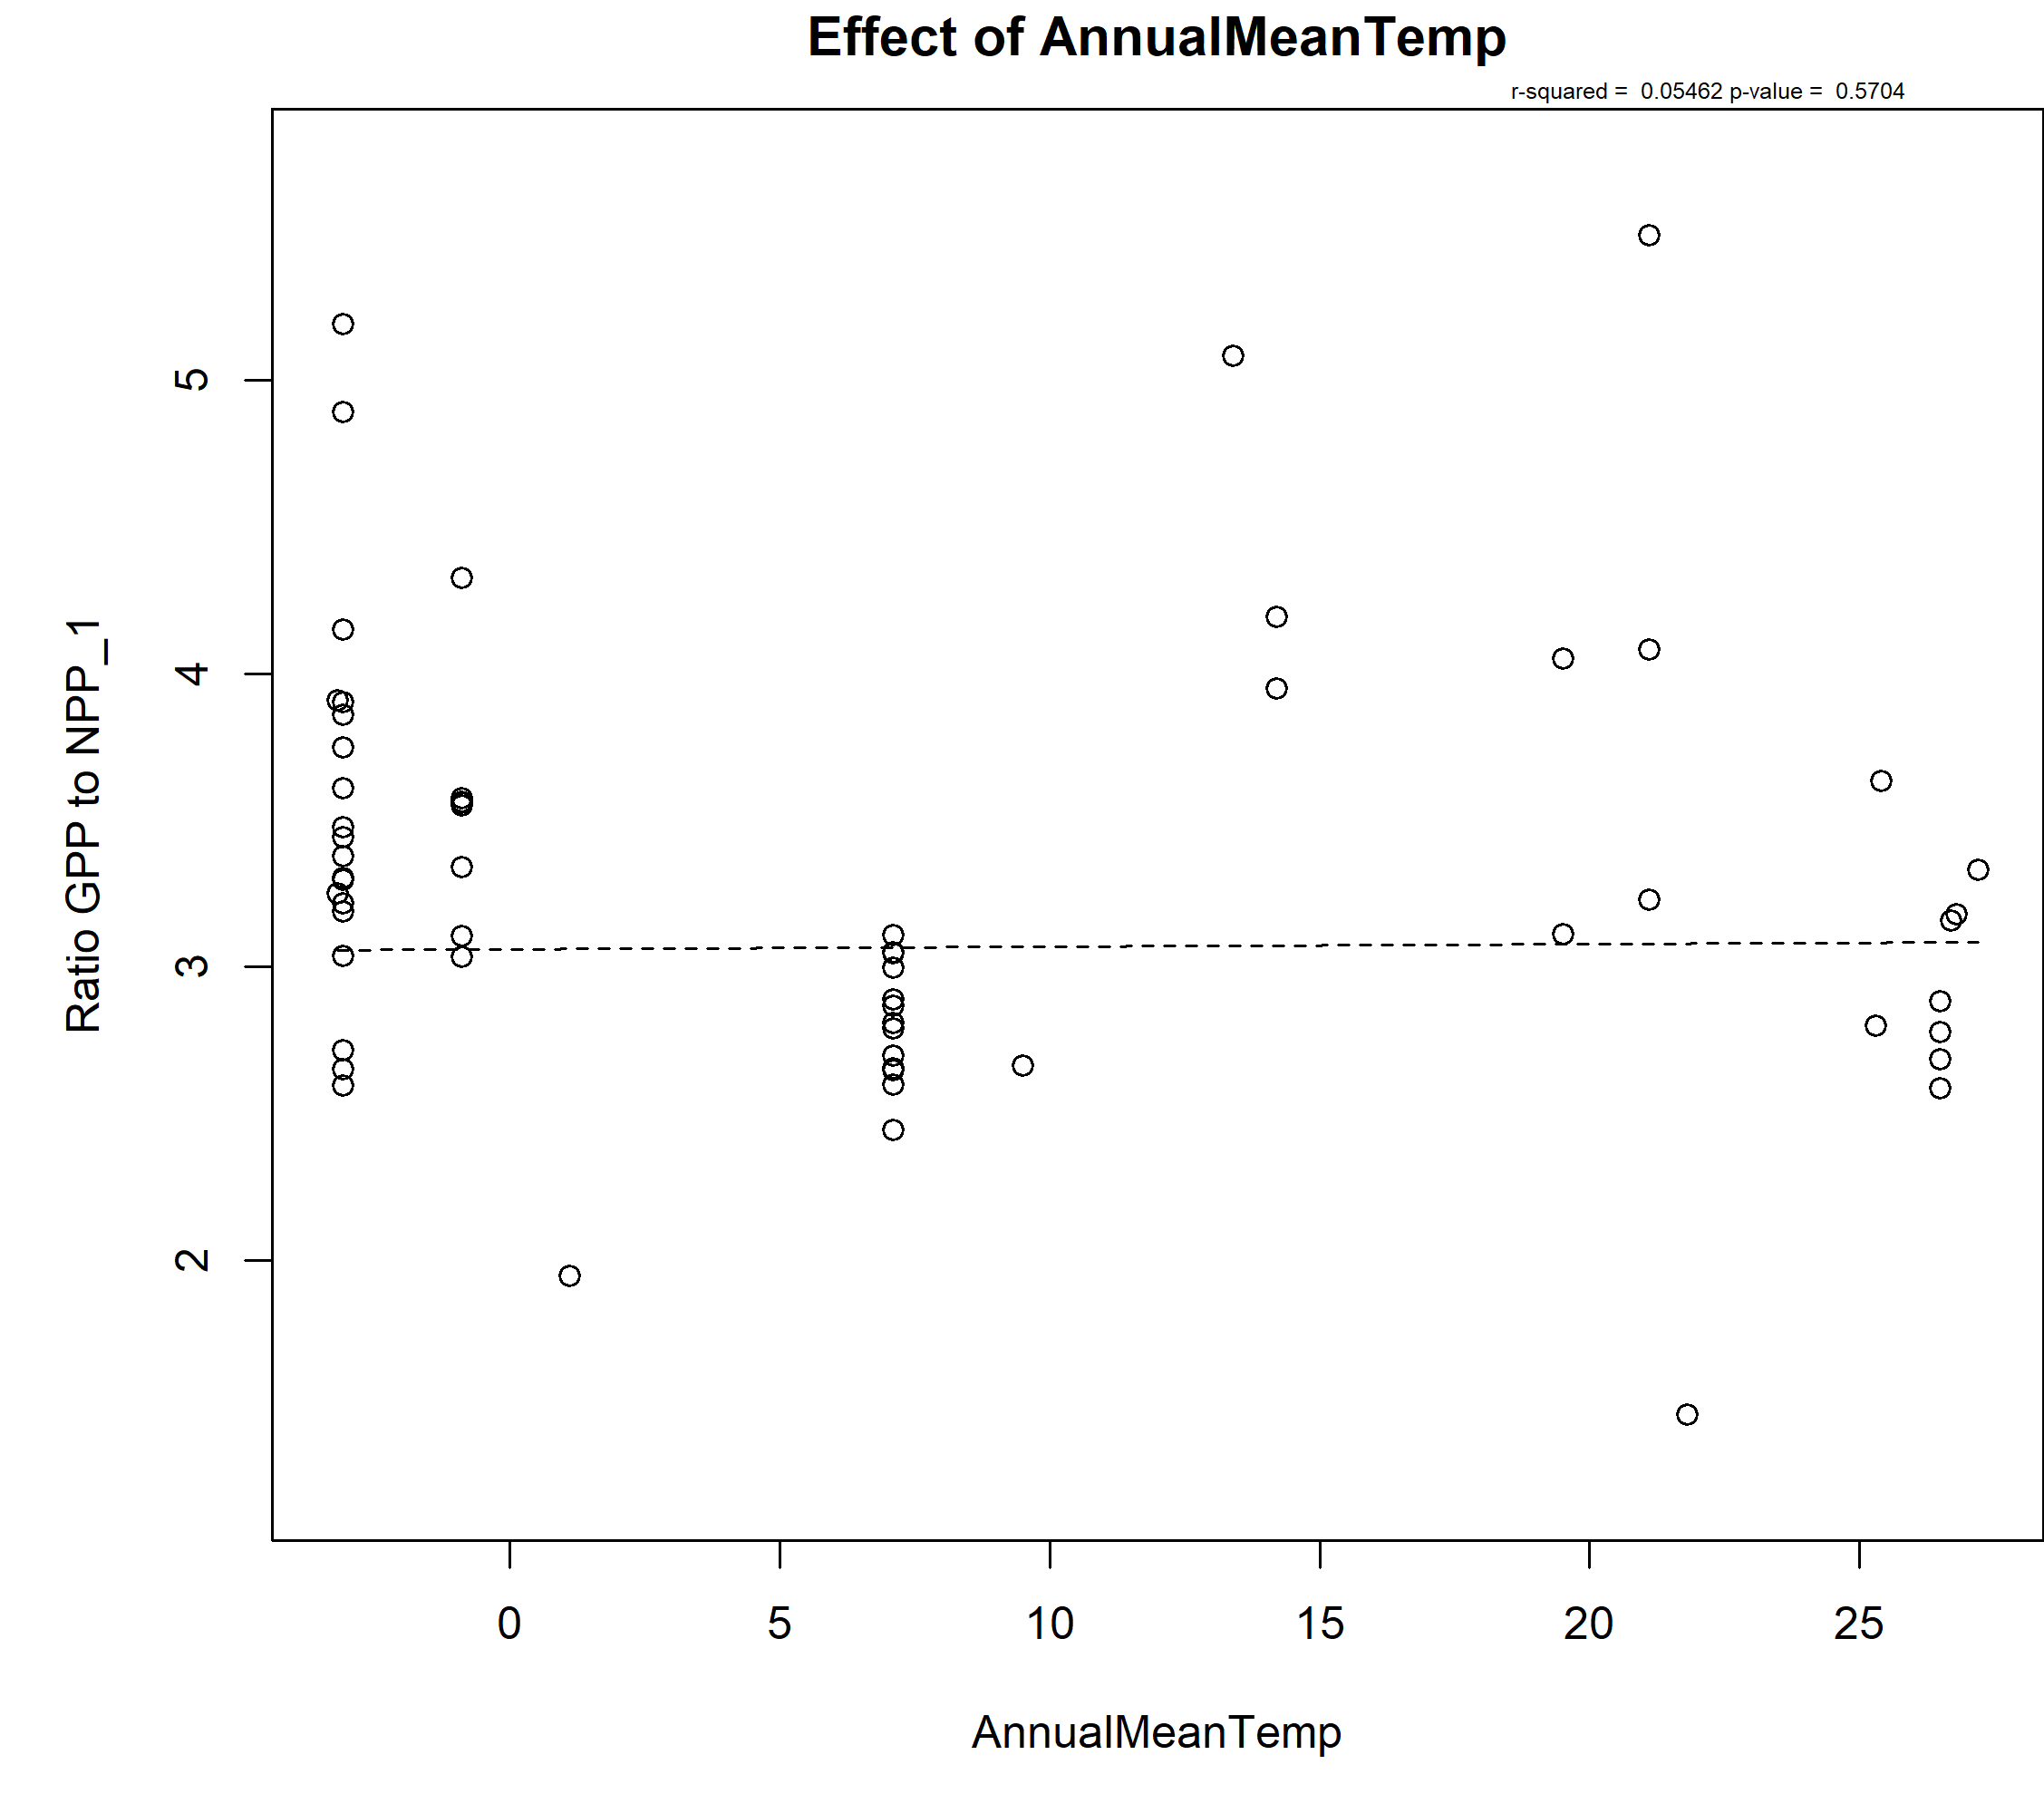 Effect of AnnualMeanTemp
r-squared =  0.05462 p-value =  0.5704
Ratio GPP to NPP_1
5
4
3
2
0 5 10 15 20 25
AnnualMeanTemp